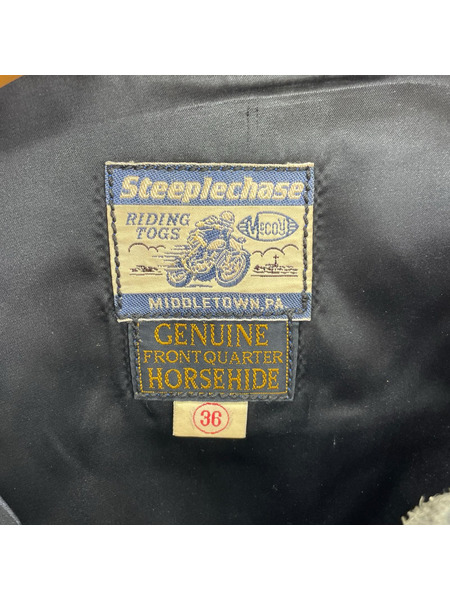 Steeplechase
RIDING
TOGS
McCOY
MIDDLETOWN, PA.
GENUINE
FRONT QUARTER
HORSEHIDE
36